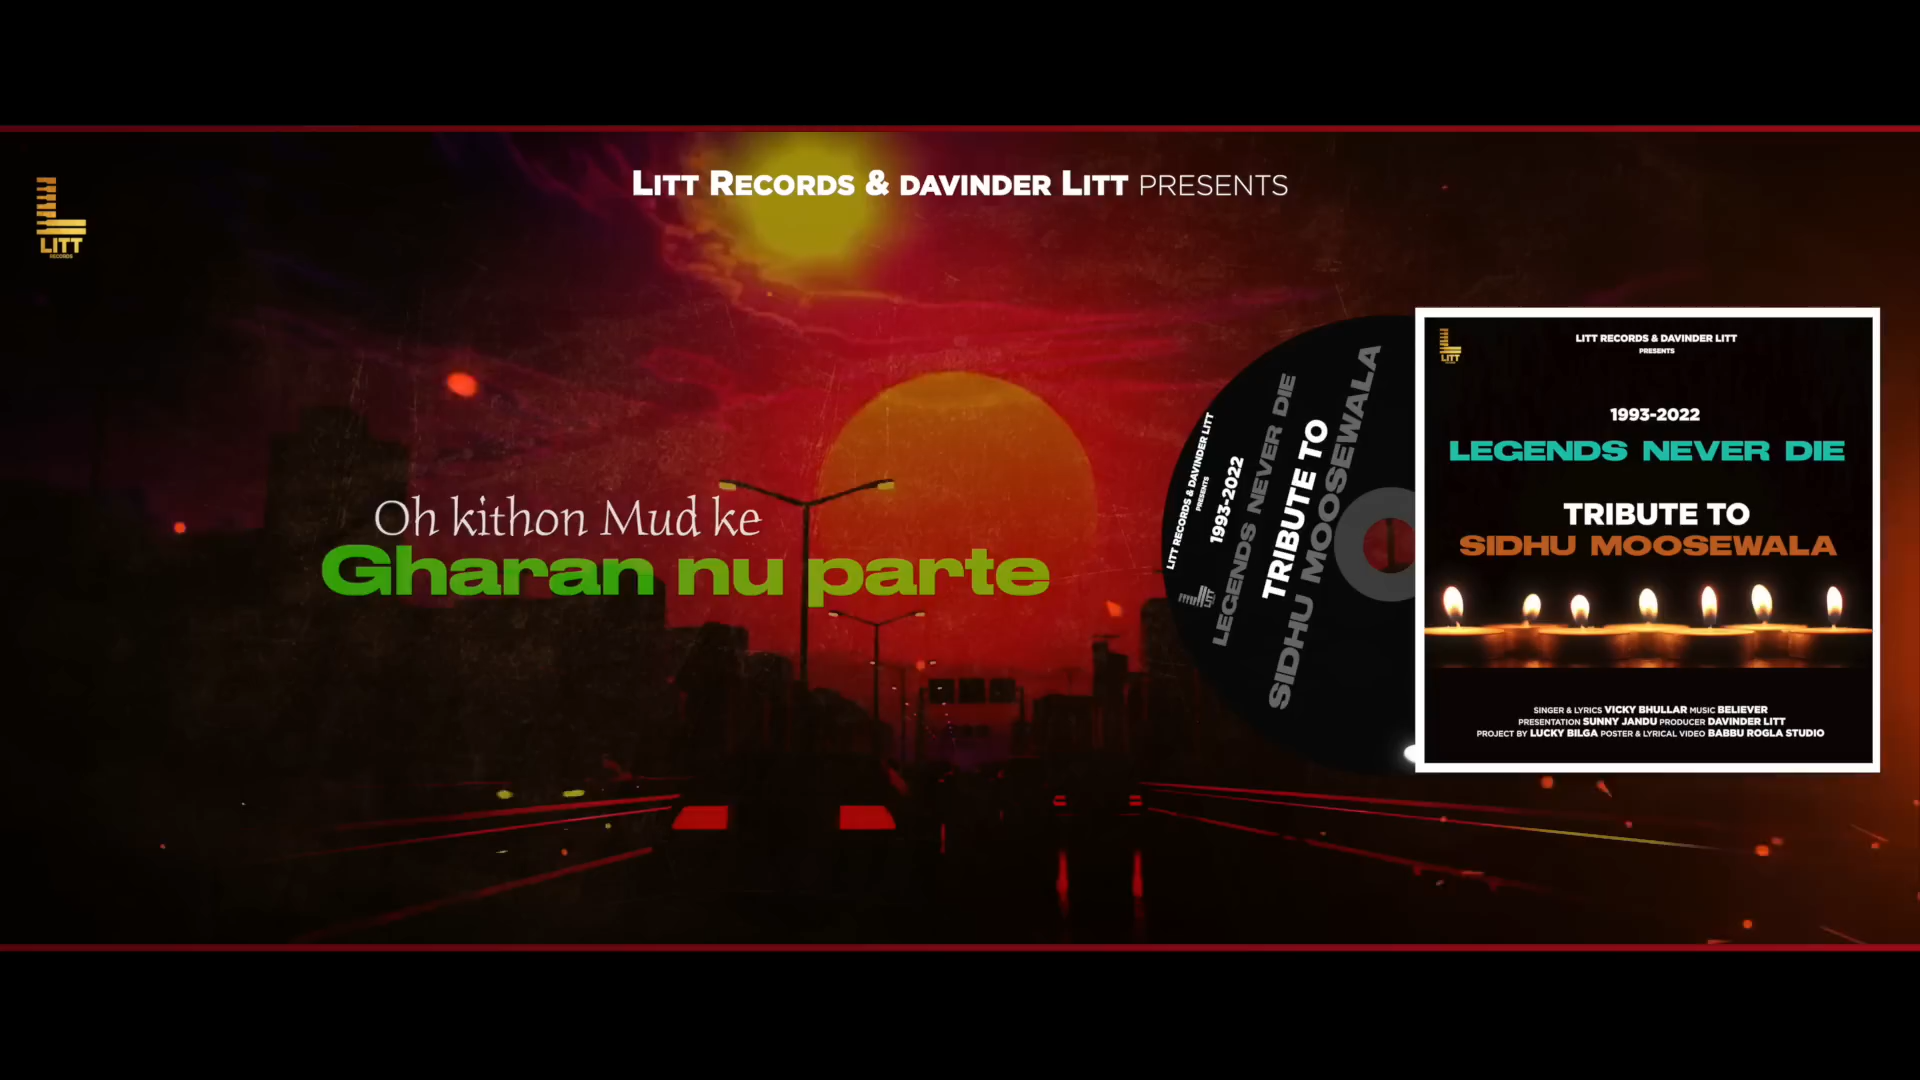 LITT RECORDS & DAVINDER LITT PRESENTS
LITT
RECORDS
Oh kithon Mud ke
Gharan nu parte
LITT RECORDS & DAVINDER LITT
PRESENTS
1993-2022
LEGENDS NEVER DIE
TRIBUTE TO
SIDHU MOOSEWALA
LITT
LITT
LITT RECORDS & DAVINDER LITT
PRESENTS
1993-2022
LEGENDS NEVER DIE
TRIBUTE TO
SIDHU MOOSEWALA
SINGER & LYRICS VICKY BHULLAR MUSIC BELIEVER
PRESENTATION SUNNY JANDU PRODUCER DAVINDER LITT
PROJECT BY LUCKY BILGA POSTER & LYRICAL VIDEO BABBU ROGLA STUDIO